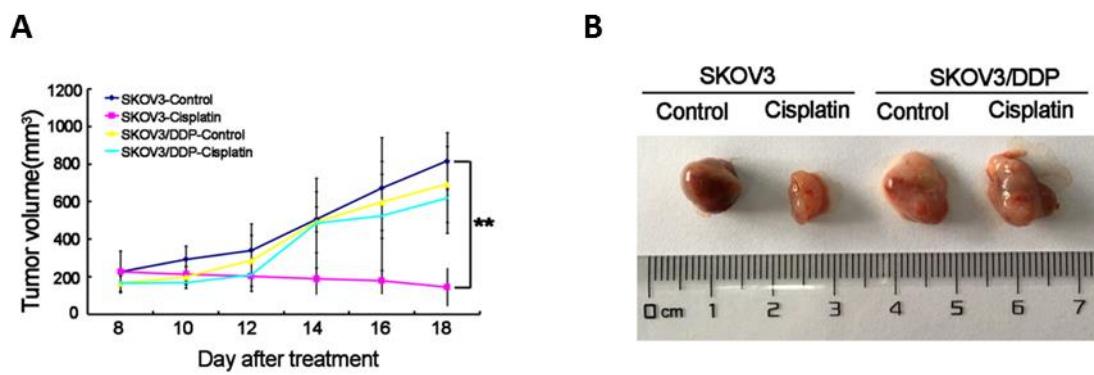 A
Tumor volume(mm³)
1200
1000
800
600
400
200
0
SKOV3-Control
SKOV3-Cisplatin
SKOV3/DDP-Control
SKOV3/DDP-Cisplatin
**
8 10 12 14 16 18
Day after treatment
B
SKOV3 SKOV3/DDP
Control Cisplatin Control Cisplatin
0 cm 1 2 3 4 5 6 7